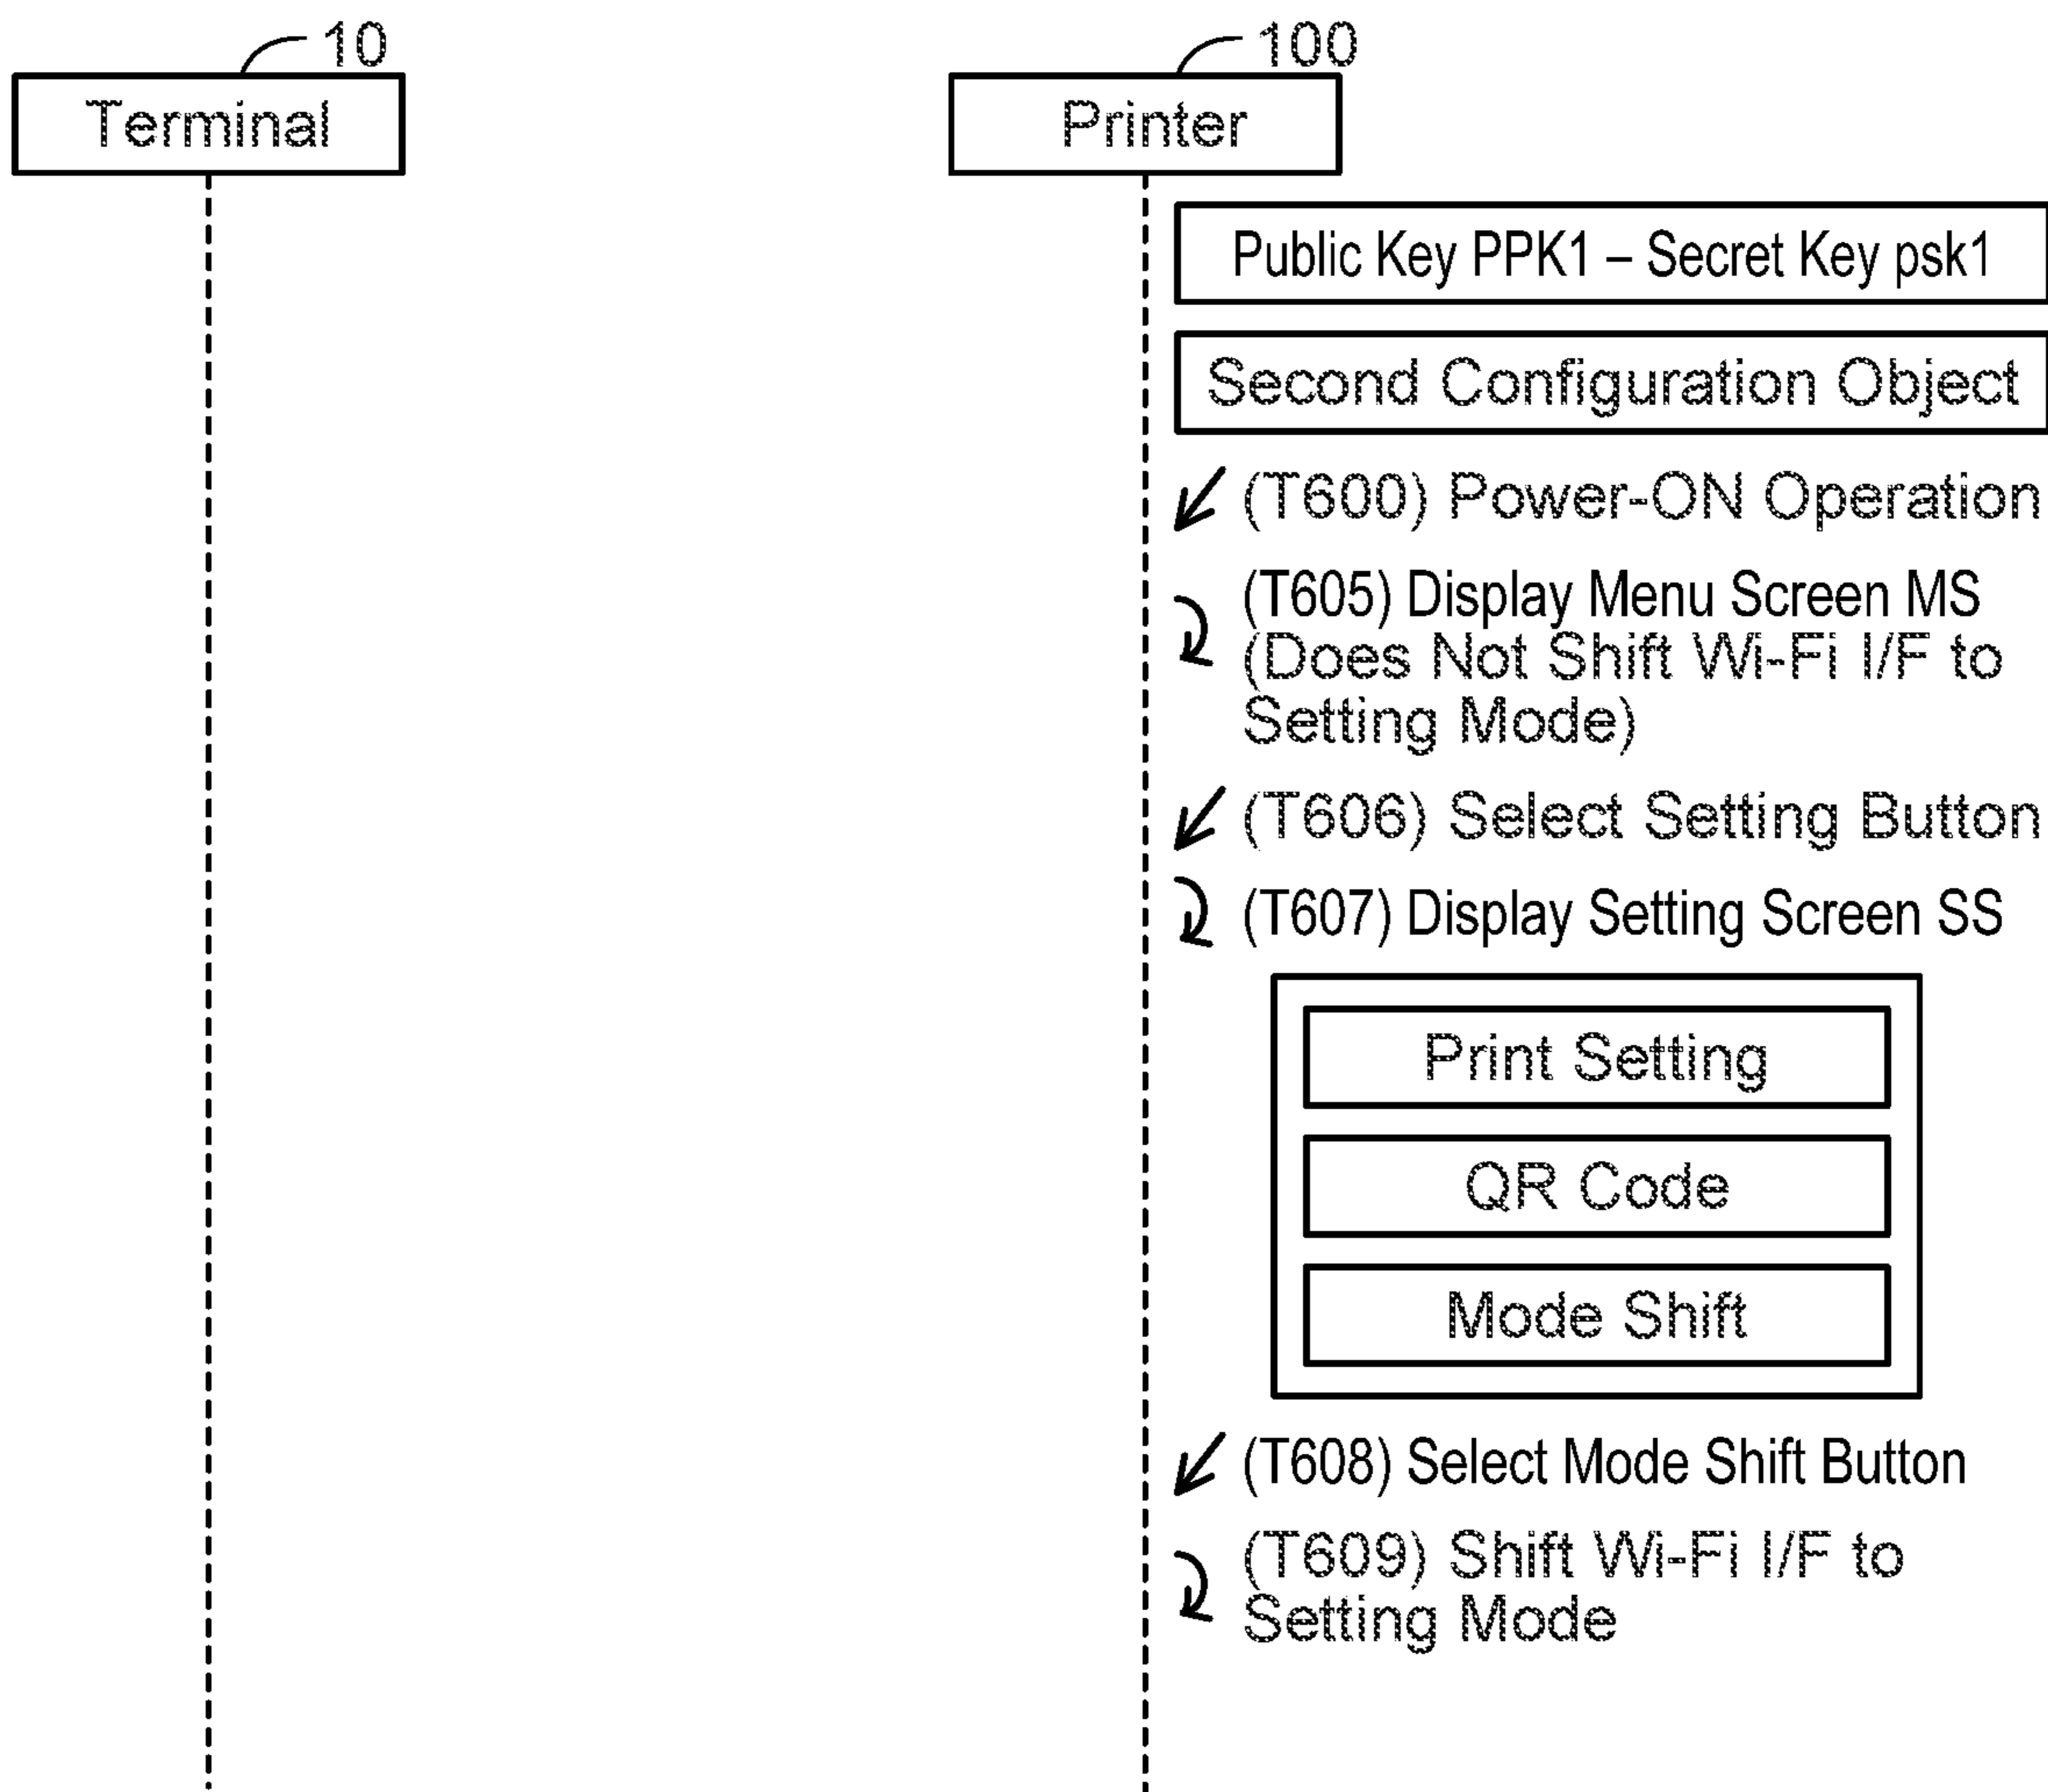 10
100
Terminal
Printer
Public Key PPK1 – Secret Key psk1
Second Configuration Object
(T600) Power-ON Operation
(T605) Display Menu Screen MS
(Does Not Shift Wi-Fi I/F to
Setting Mode)
(T606) Select Setting Button
(T607) Display Setting Screen SS
Print Setting
QR Code
Mode Shift
(T608) Select Mode Shift Button
(T609) Shift Wi-Fi I/F to
Setting Mode